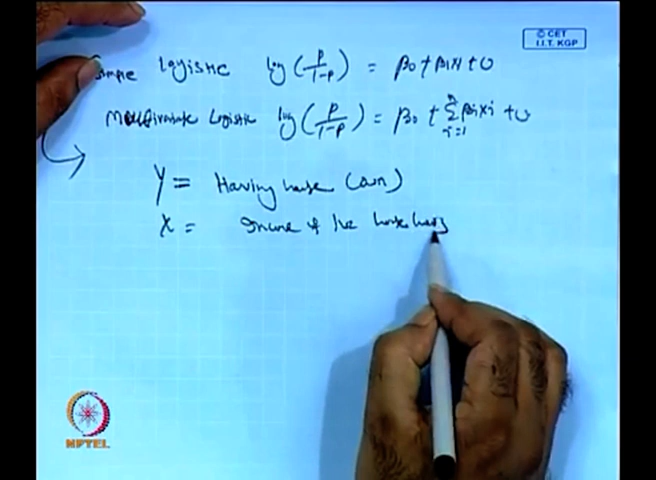 © CET
I.I.T. KGP
Simple Logistic log(P/1-P) = β0 + β1X1 + U
Multivariate Logistic log(P/1-P) = β0 + Σ i=1 n βiXi + U
Y = Having house (own)
X = Income of the household
NPTEL